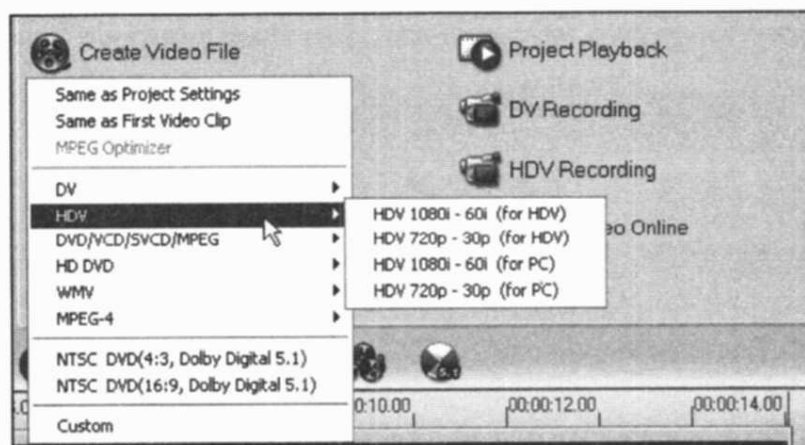 Create Video File
Same as Project Settings
Same as First Video Clip
MPEG Optimizer
DV
HDV
DVD/VCD/SVCD/MPEG
HD DVD
WMV
MPEG-4
NTSC DVD(4:3, Dolby Digital 5.1)
NTSC DVD(16:9, Dolby Digital 5.1)
Custom
HDV 1080i - 60i (for HDV)
HDV 720p - 30p (for HDV)
HDV 1080i - 60i (for PC)
HDV 720p - 30p (for PC)
Project Playback
DV Recording
HDV Recording
eo Online
5.1
0:10.00
00:00:12.00
00:00:14.00